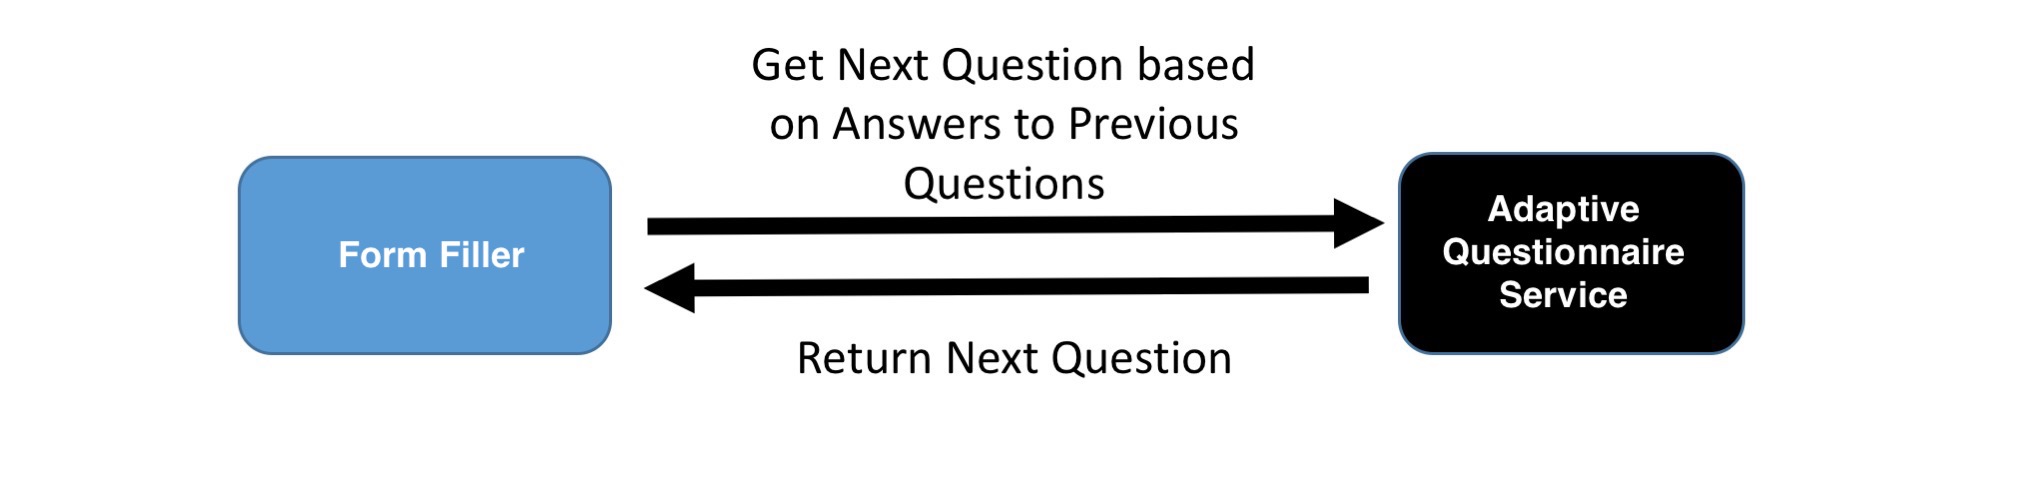 Get Next Question based
on Answers to Previous
Questions
Form Filler
Adaptive
Questionnaire
Service
Return Next Question